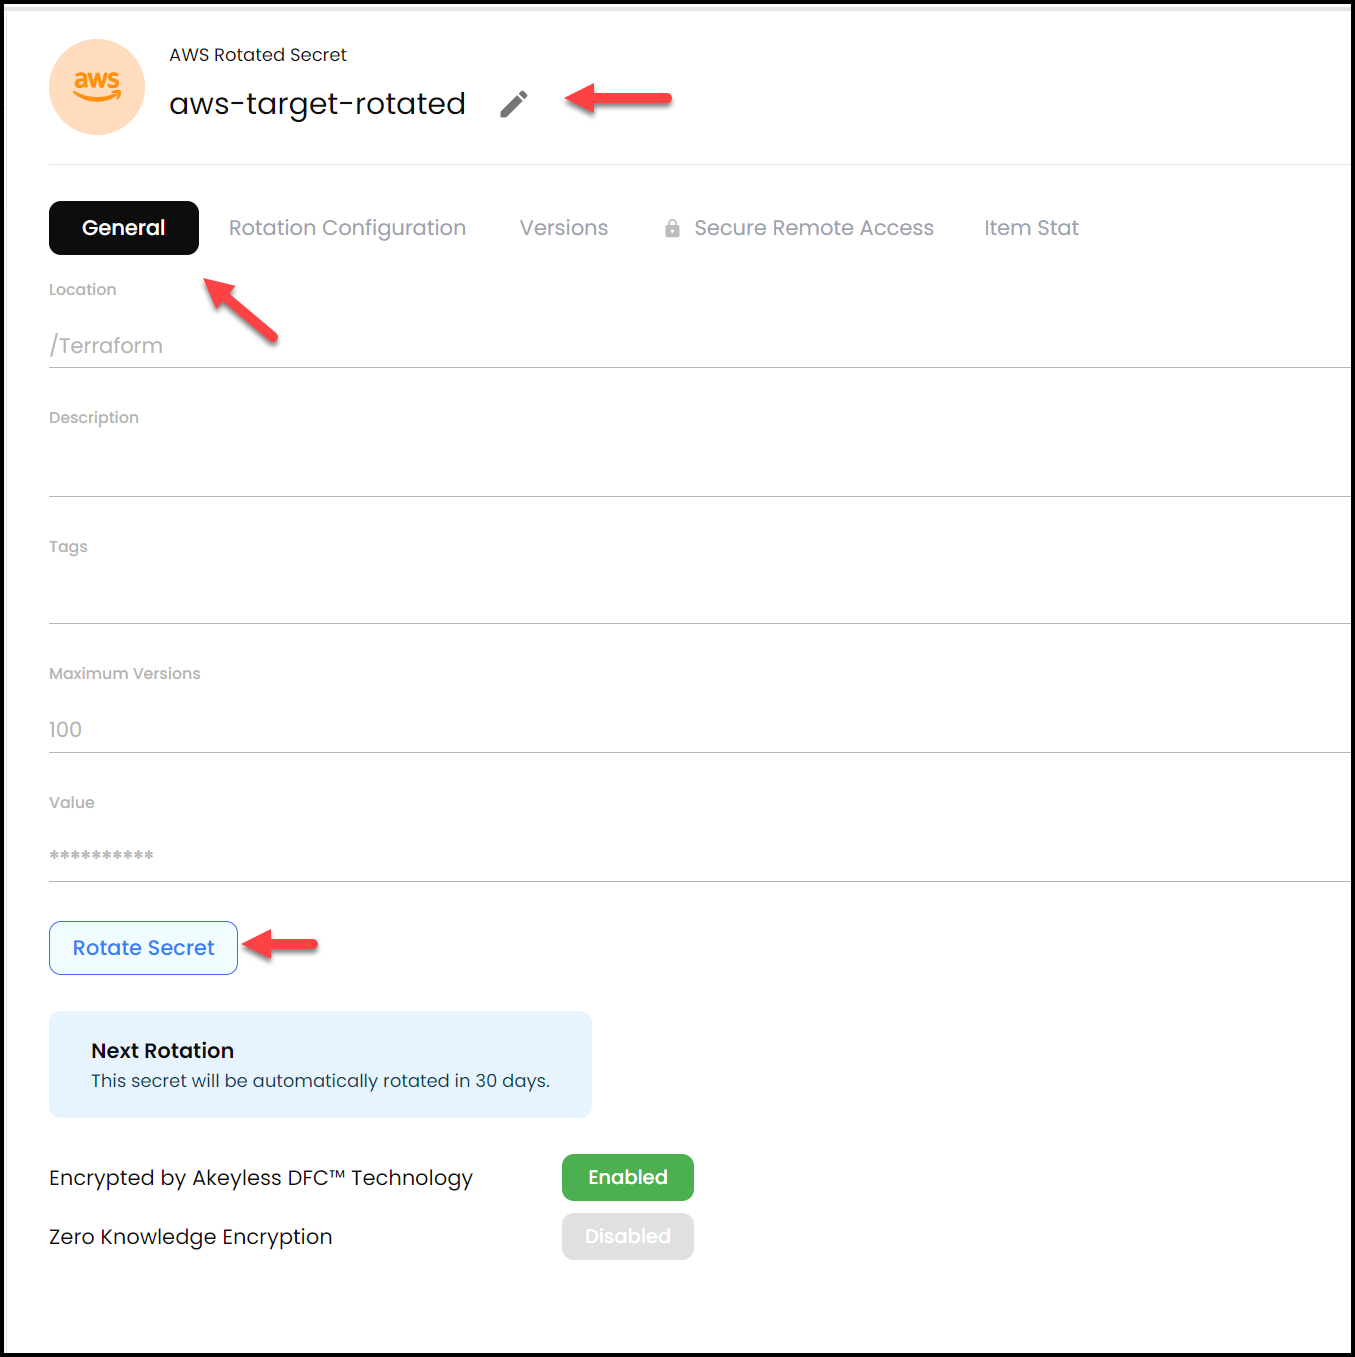 aws
AWS Rotated Secret
aws-target-rotated
General
Rotation Configuration
Versions
Secure Remote Access
Item Stat
Location
/Terraform
Description
Tags
Maximum Versions
100
Value
**********
Rotate Secret
Next Rotation
This secret will be automatically rotated in 30 days.
Encrypted by Akeyless DFC™ Technology
Enabled
Zero Knowledge Encryption
Disabled